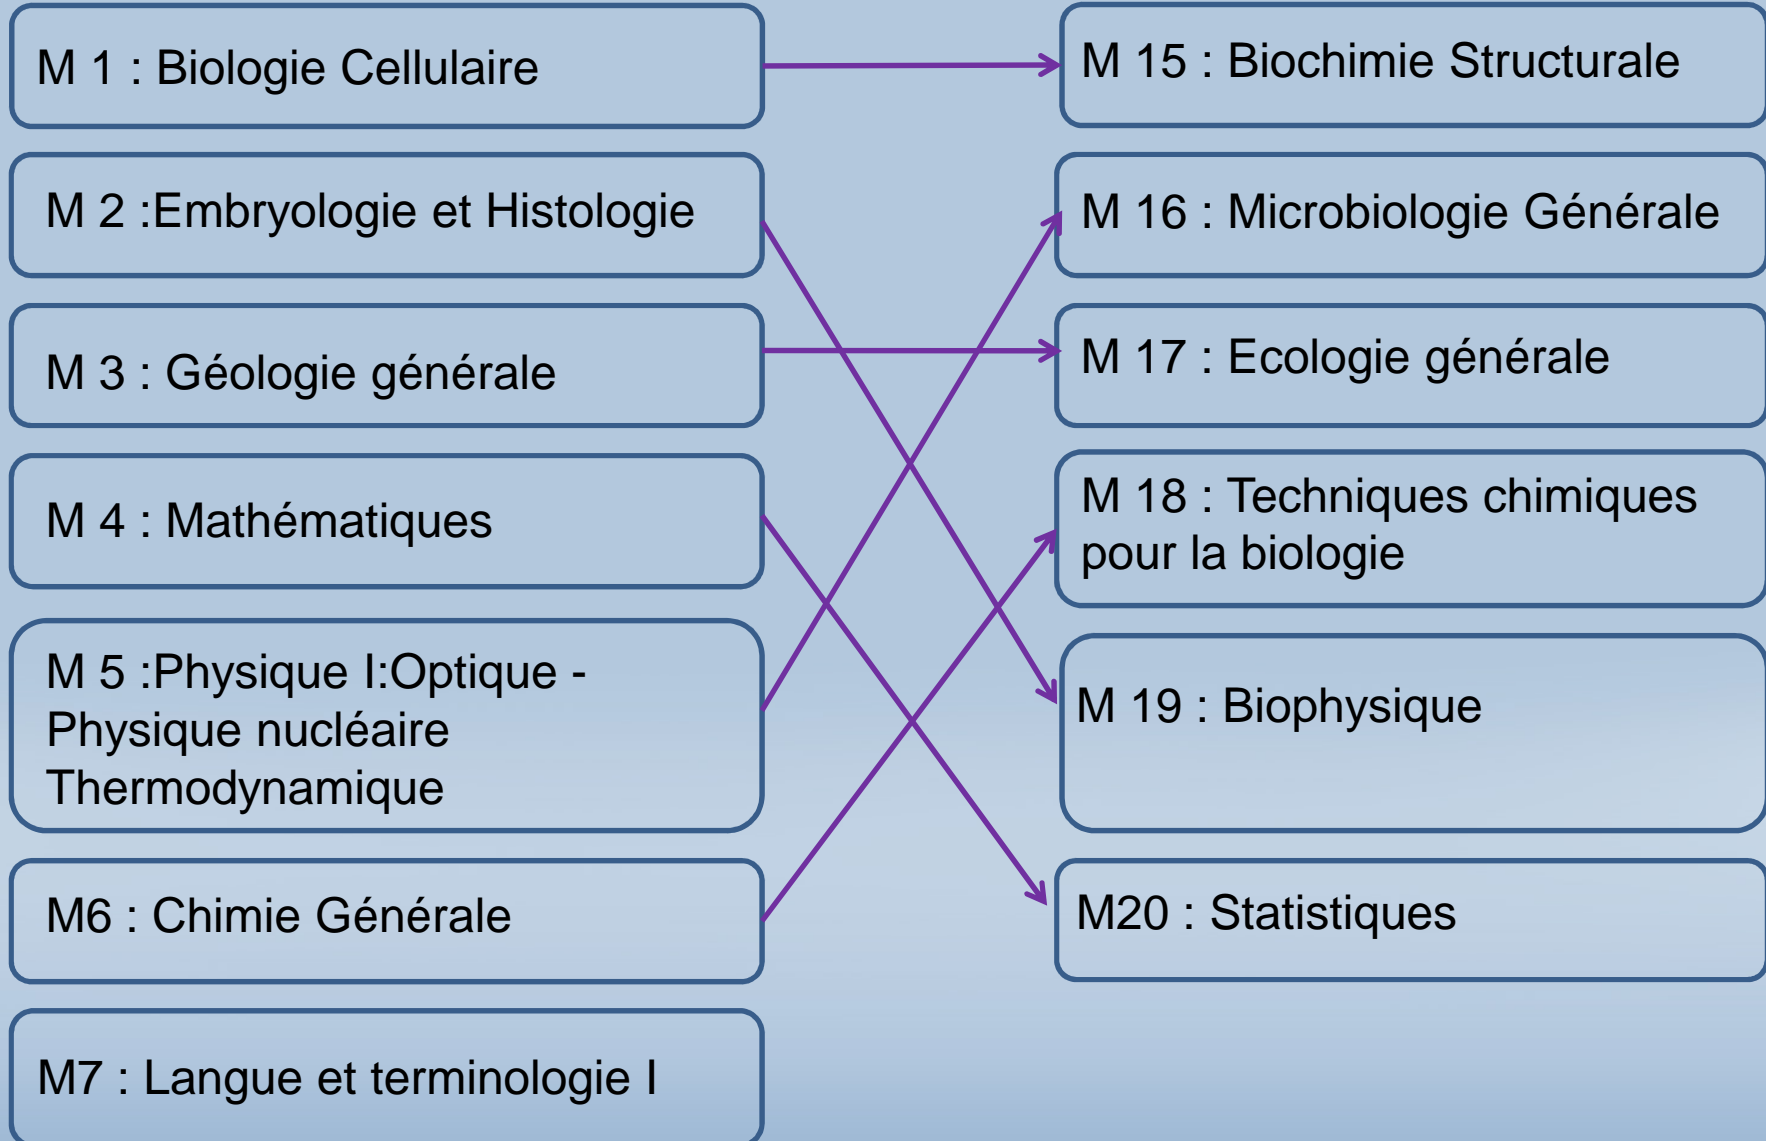 M 1 : Biologie Cellulaire
M 2 :Embryologie et Histologie
M 3 : Géologie générale
M 4 : Mathématiques
M 5 :Physique I:Optique -
Physique nucléaire
Thermodynamique
M6 : Chimie Générale
M7 : Langue et terminologie I
M 15 : Biochimie Structurale
M 16 : Microbiologie Générale
M 17 : Ecologie générale
M 18 : Techniques chimiques
pour la biologie
M 19 : Biophysique
M20 : Statistiques